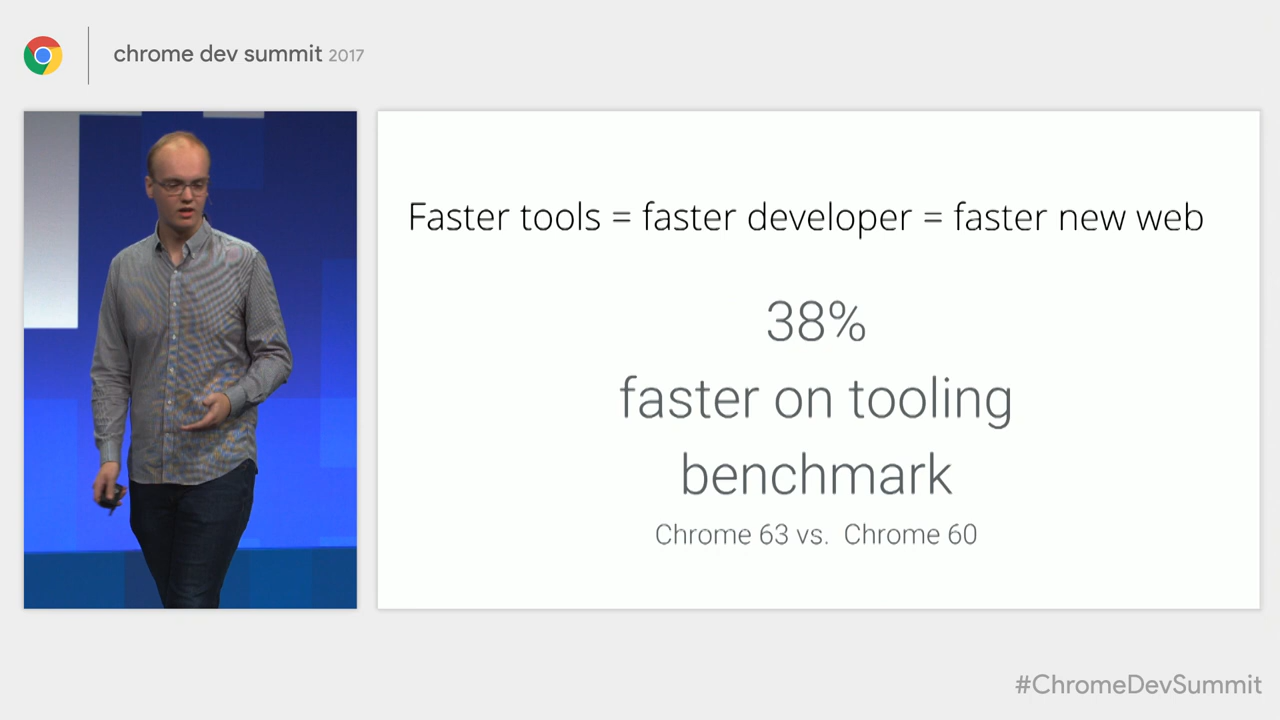 chrome dev summit 2017
Faster tools = faster developer = faster new web
38%
faster on tooling
benchmark
Chrome 63 vs. Chrome 60
#ChromeDevSummit